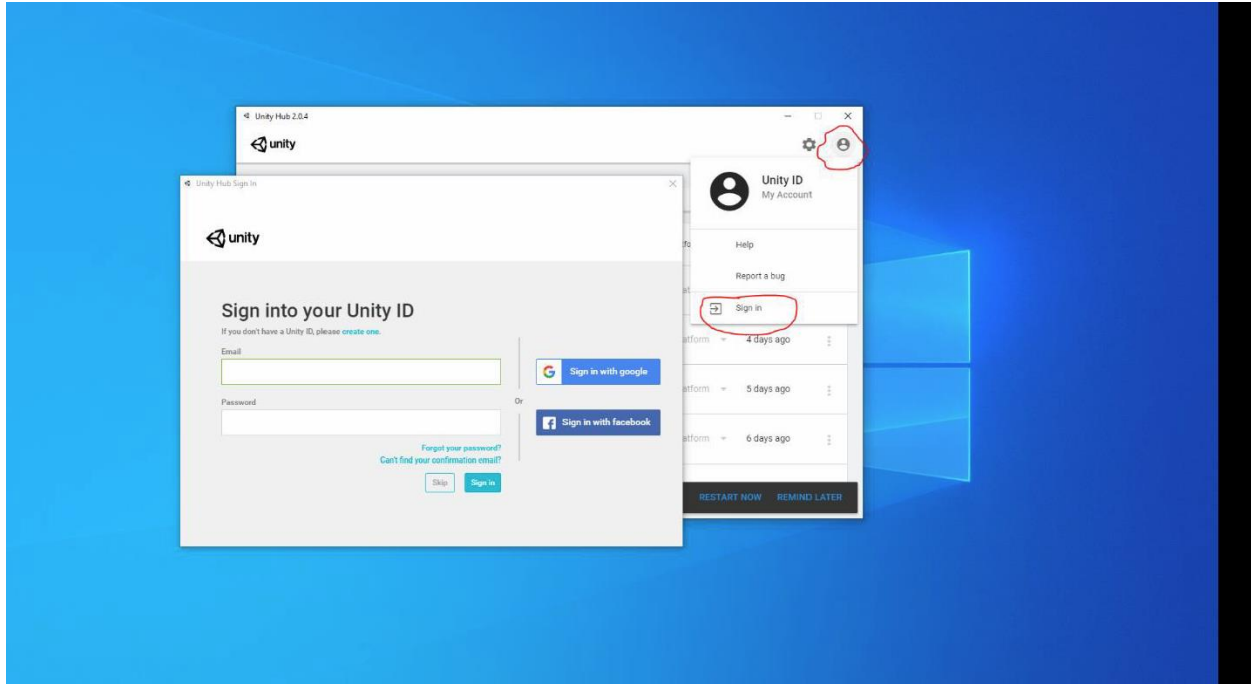 Unity Hub 2.0.4
unity
Unity ID
My Account
Help
Report a bug
Sign in
Unity Hub Sign In
unity
Sign into your Unity ID
If you don't have a Unity ID, please create one.
Email
Password
Forgot your password?
Can't find your confirmation email?
Skip
Sign in
Or
Sign in with google
Sign in with facebook
4 days ago
5 days ago
6 days ago
RESTART NOW
REMIND LATER